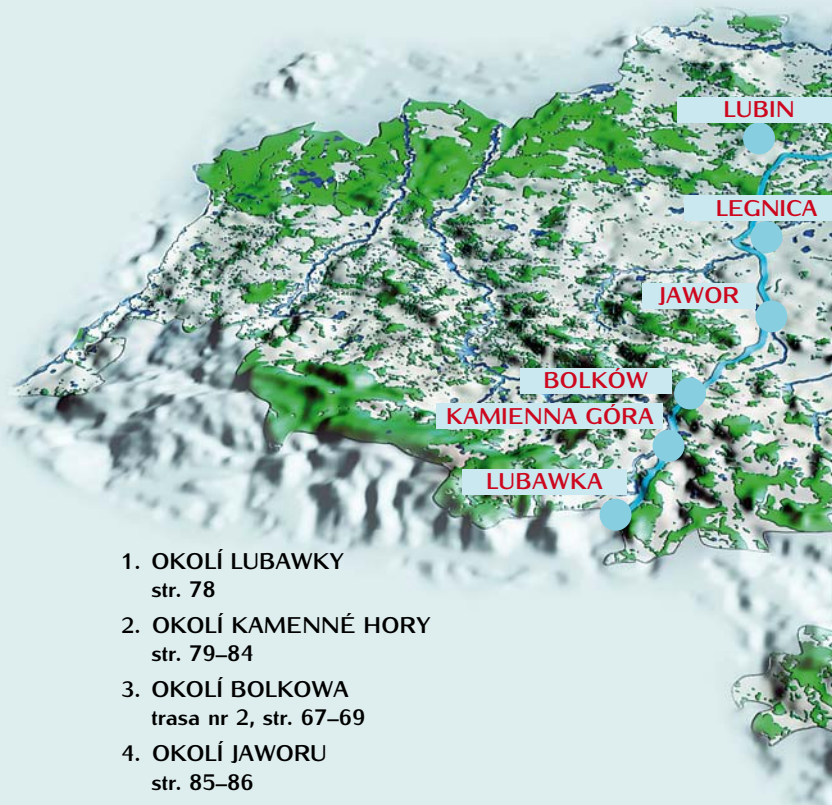 LUBIN
LEGNICA
JAWOR
BOLKÓW
KAMIENNA GÓRA
LUBAWKA
1. OKOLÍ LUBAWKY
str. 78
2. OKOLÍ KAMENNÉ HORY
str. 79–84
3. OKOLÍ BOLKOWA
trasa nr 2, str. 67–69
4. OKOLÍ JAWORU
str. 85–86